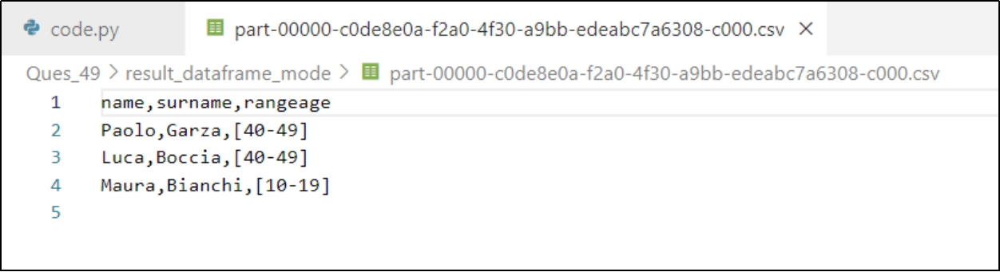 code.py part-00000-c0de8e0a-f2a0-4f30-a9bb-edeabc7a6308-c000.csv ×
Ques_49 > result_dataframe_mode > part-00000-c0de8e0a-f2a0-4f30-a9bb-edeabc7a6308-c000.csv
1 name,surname,rangeage
2 Paolo,Garza,[40-49]
3 Luca,Boccia,[40-49]
4 Maura,Bianchi,[10-19]
5